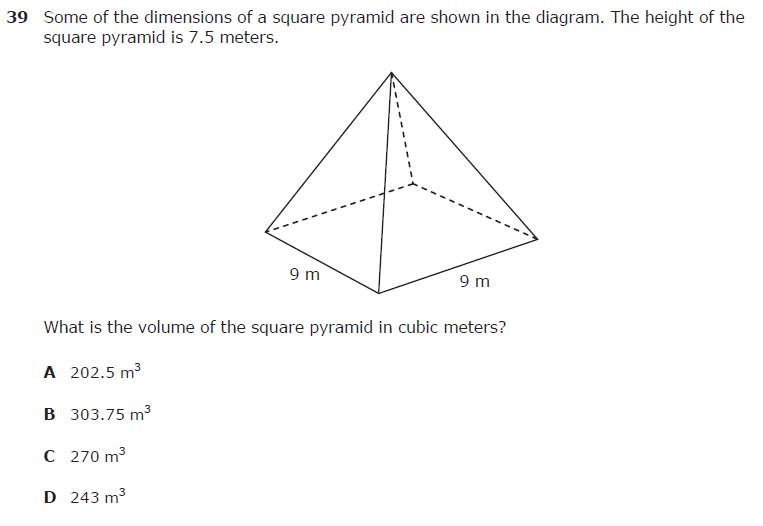 39 Some of the dimensions of a square pyramid are shown in the diagram. The height of the
square pyramid is 7.5 meters.
9 m
9 m
What is the volume of the square pyramid in cubic meters?
A 202.5 m³
B 303.75 m³
C 270 m³
D 243 m³